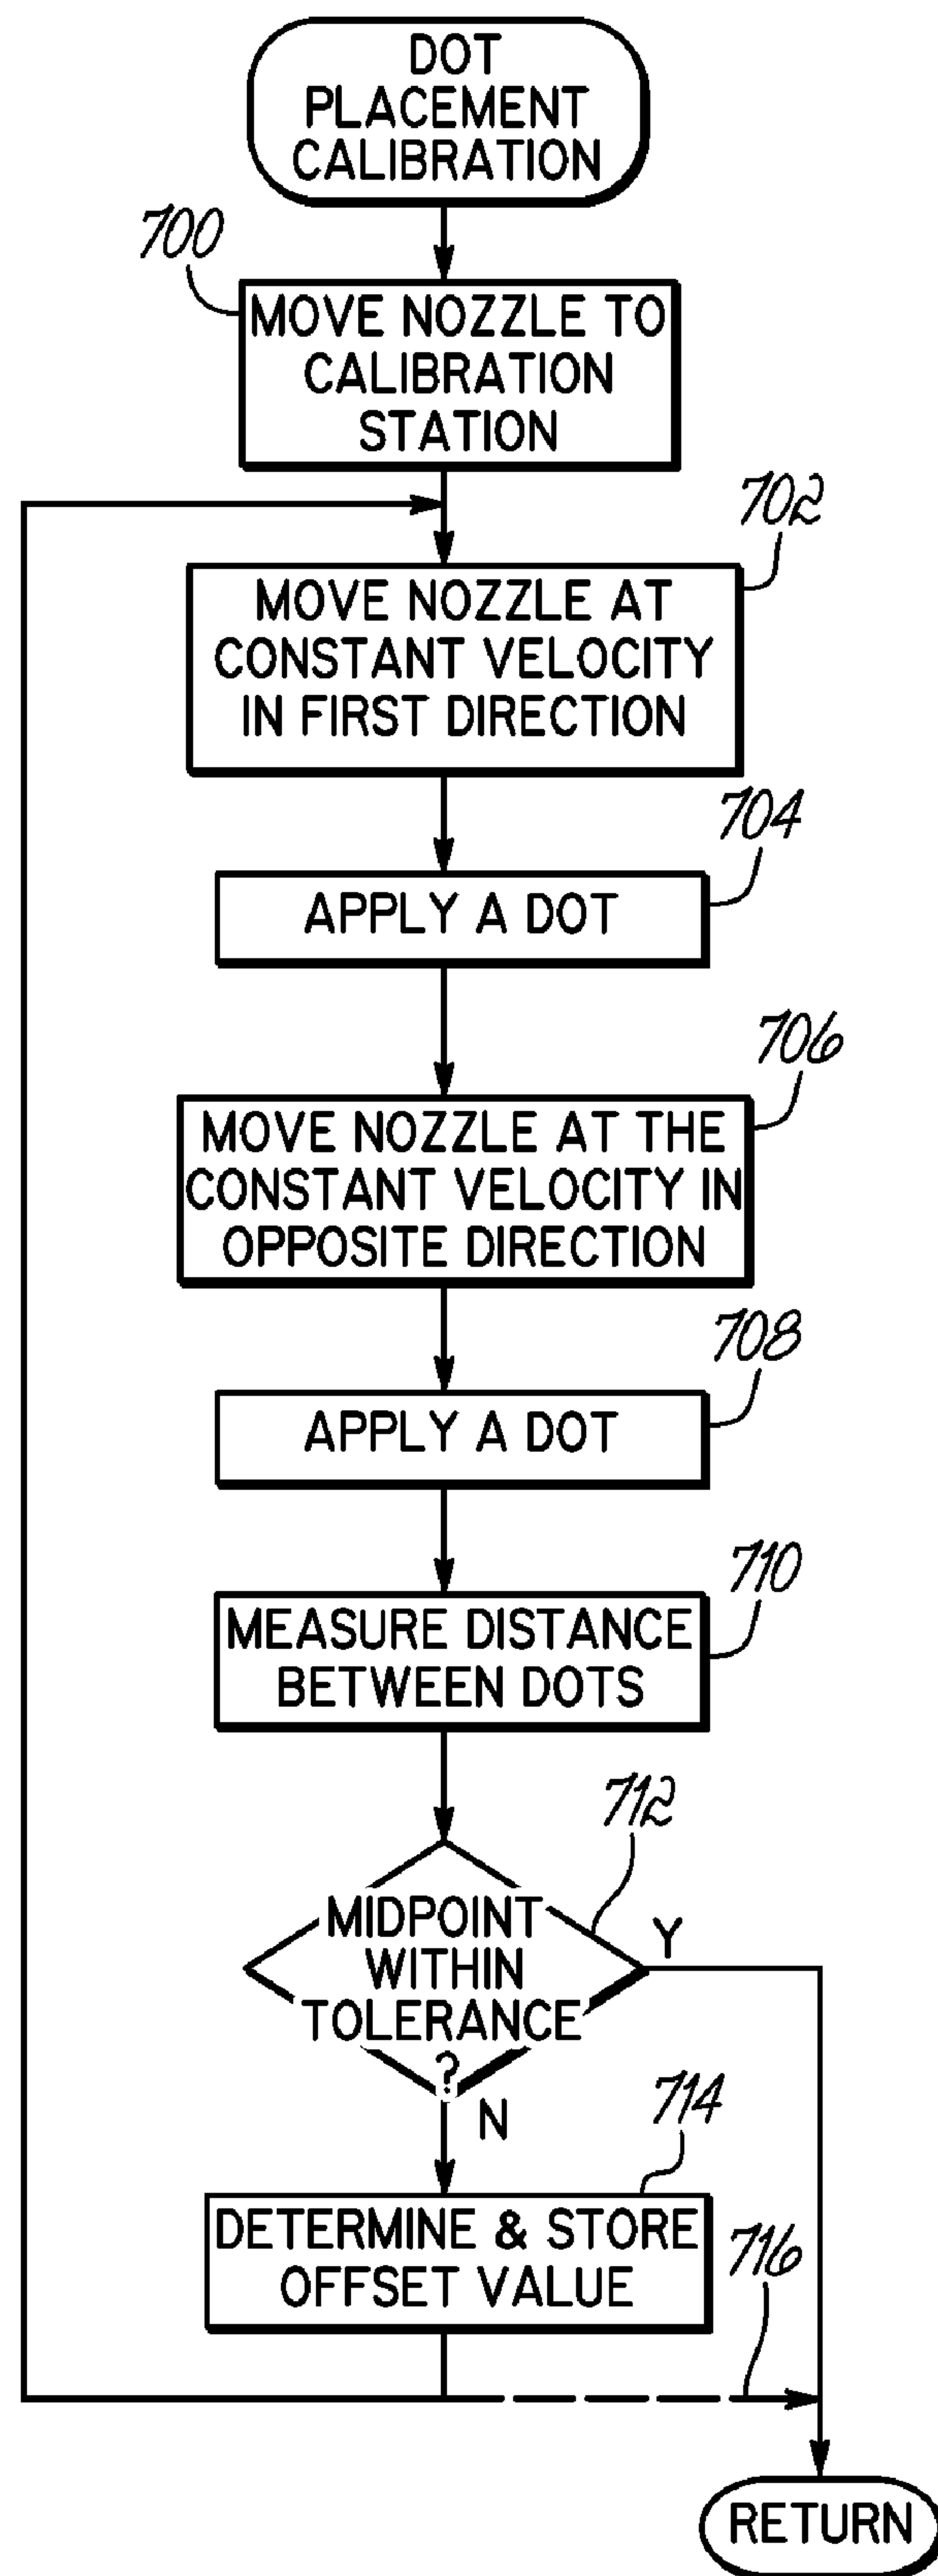 DOT
PLACEMENT
CALIBRATION
700
MOVE NOZZLE TO
CALIBRATION
STATION
702
MOVE NOZZLE AT
CONSTANT VELOCITY
IN FIRST DIRECTION
704
APPLY A DOT
706
MOVE NOZZLE AT THE
CONSTANT VELOCITY IN
OPPOSITE DIRECTION
708
APPLY A DOT
710
MEASURE DISTANCE
BETWEEN DOTS
712
MIDPOINT
WITHIN
TOLERANCE
?
Y
N
714
DETERMINE & STORE
OFFSET VALUE
716
RETURN